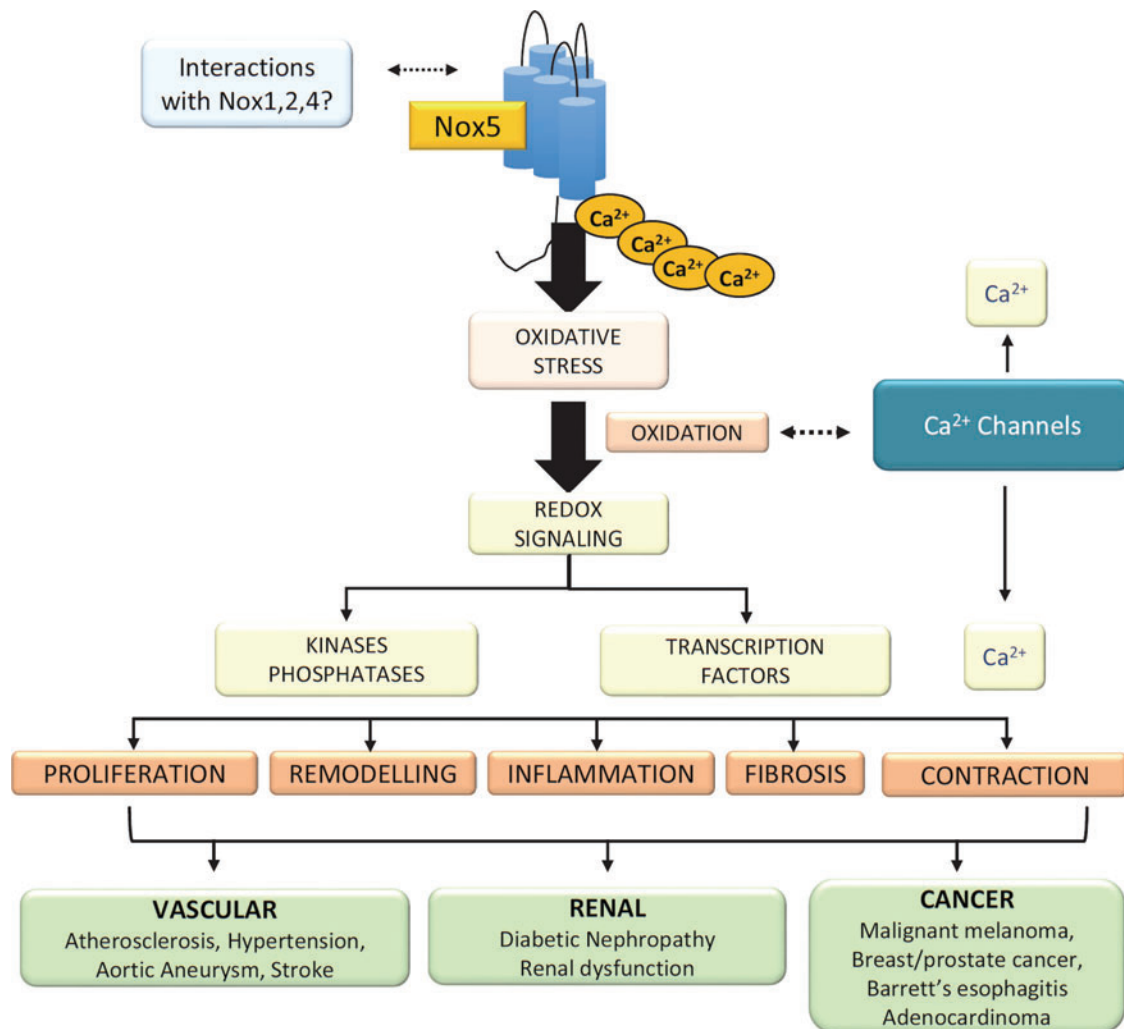 Interactions
with Nox1,2,4?
Nox5
Ca²⁺
Ca²⁺
Ca²⁺
Ca²⁺
Ca²⁺
OXIDATIVE
STRESS
OXIDATION
Ca²⁺ Channels
REDOX
SIGNALING
KINASES
PHOSPHATASES
TRANSCRIPTION
FACTORS
Ca²⁺
PROLIFERATION
REMODELLING
INFLAMMATION
FIBROSIS
CONTRACTION
VASCULAR
Atherosclerosis, Hypertension,
Aortic Aneurysm, Stroke
RENAL
Diabetic Nephropathy
Renal dysfunction
CANCER
Malignant melanoma,
Breast/prostate cancer,
Barrett’s esophagitis
Adenocardinoma